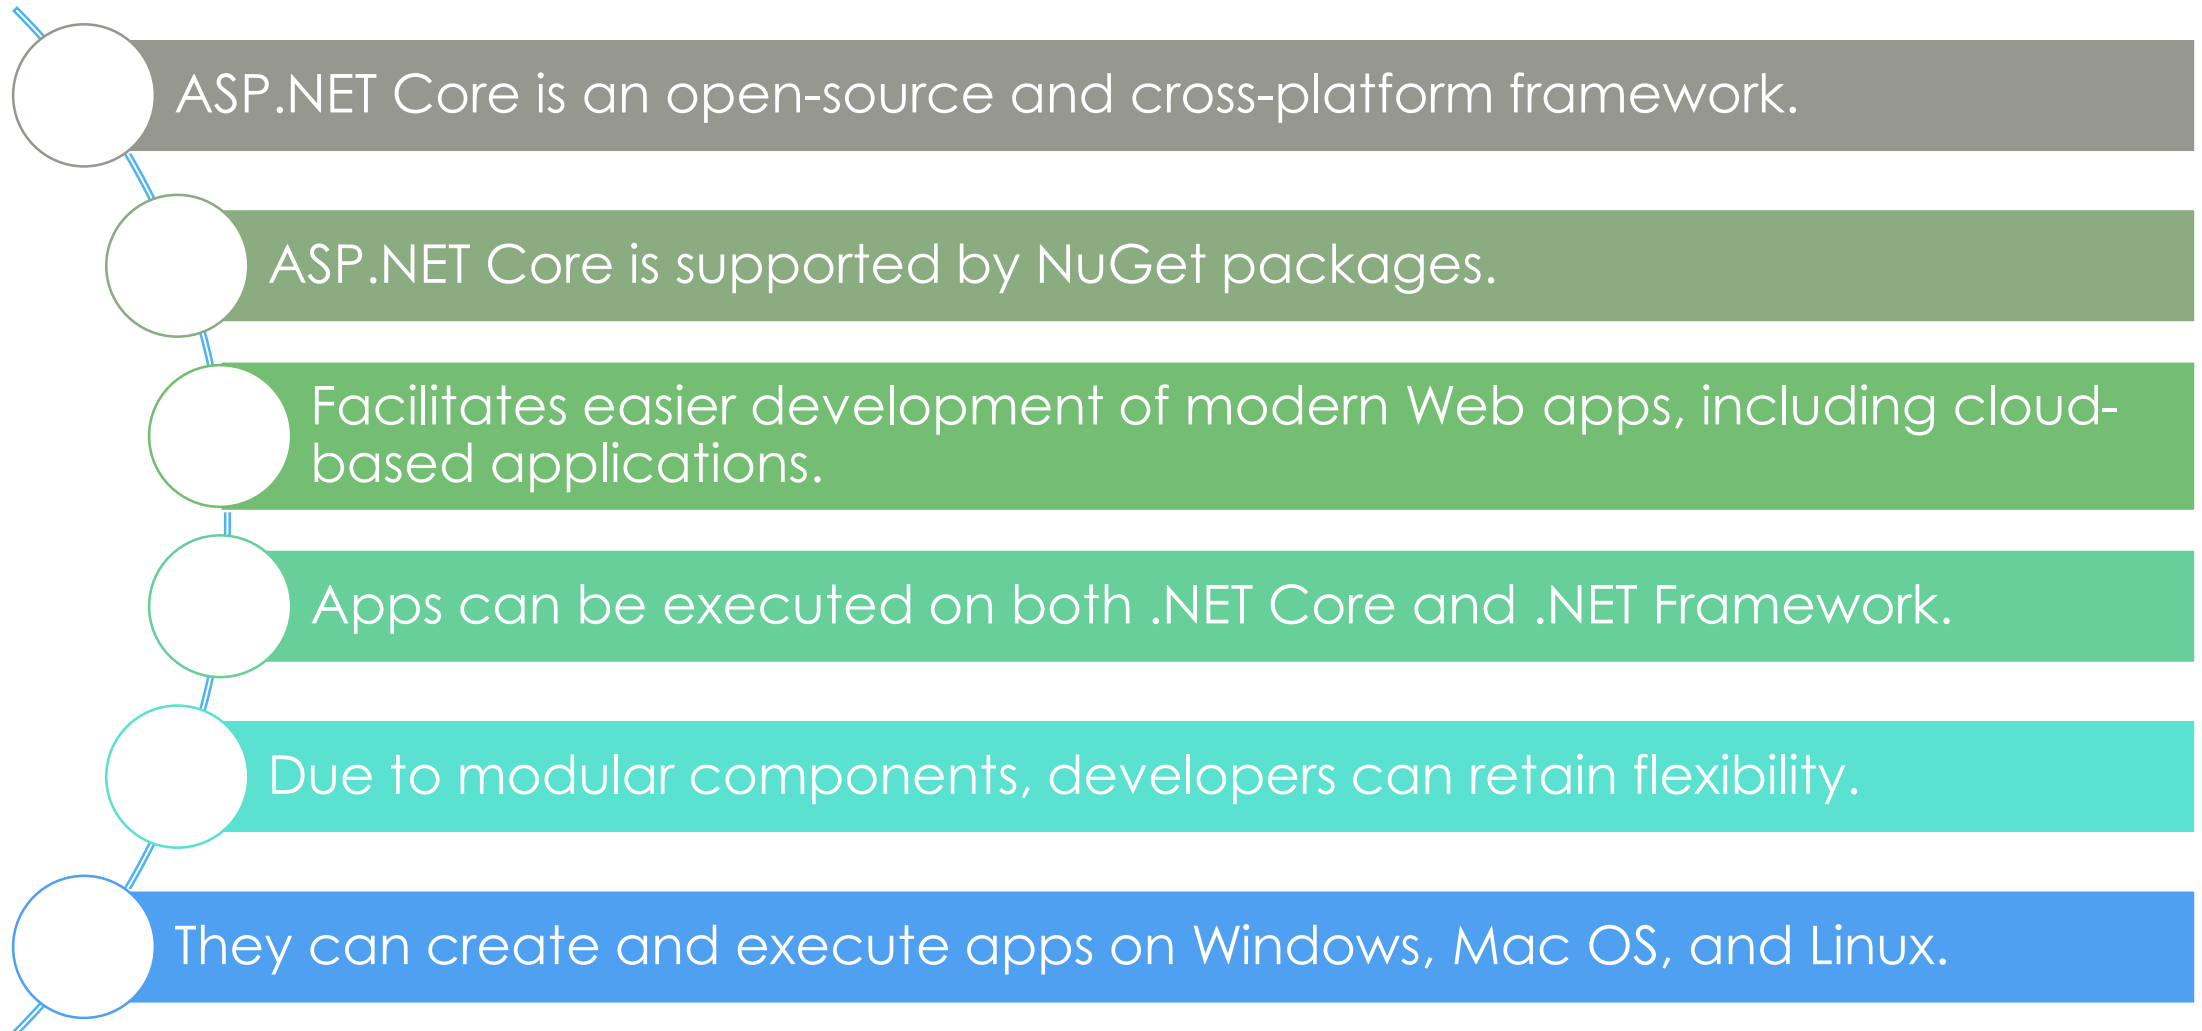 ASP.NET Core is an open-source and cross-platform framework.
ASP.NET Core is supported by NuGet packages.
Facilitates easier development of modern Web apps, including cloud-
based applications.
Apps can be executed on both .NET Core and .NET Framework.
Due to modular components, developers can retain flexibility.
They can create and execute apps on Windows, Mac OS, and Linux.